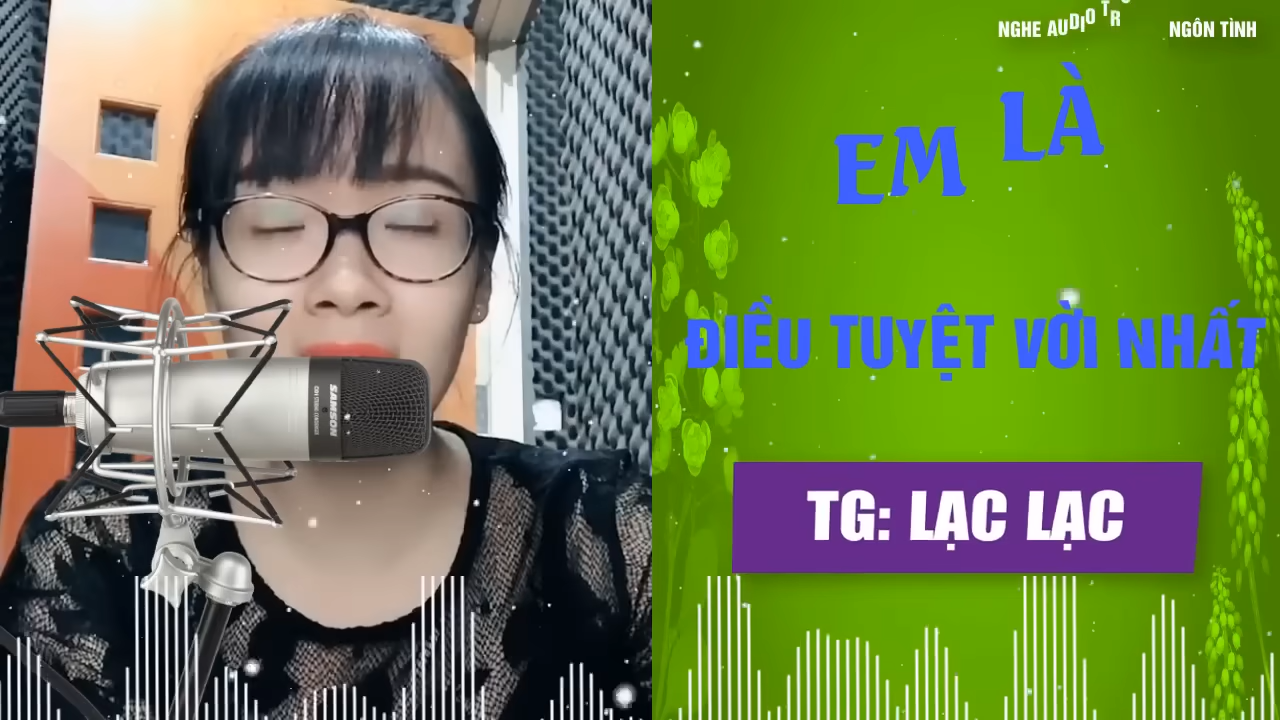 NGHE AUDIO TR NGÔN TÌNH
EM LÀ
ĐIỀU TUYỆT VỜI NHẤT
TG: LẠC LẠC
SAMSON